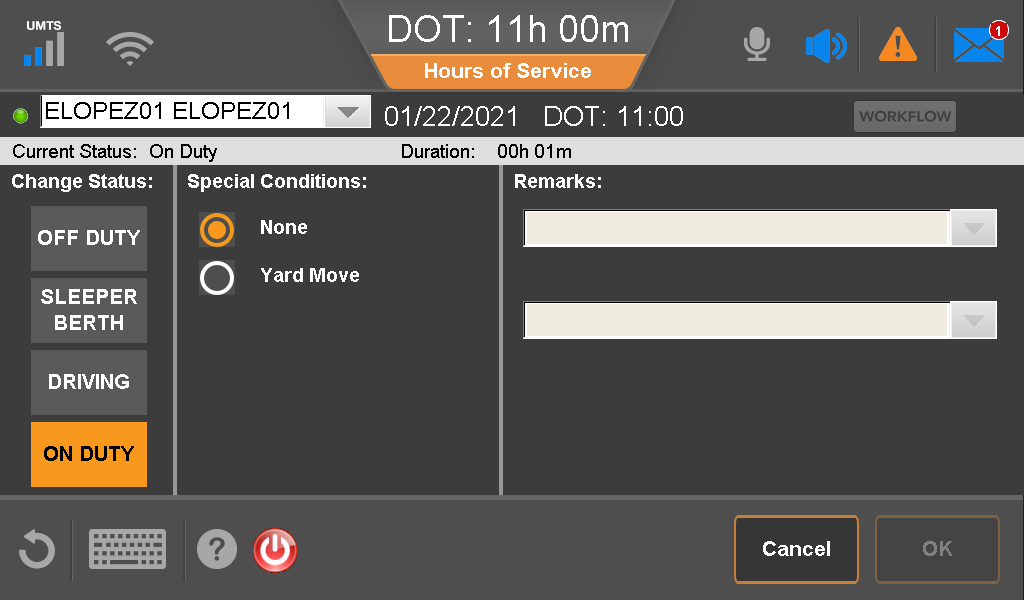 UMTS
DOT: 11h 00m
Hours of Service
1
ELOPEZ01 ELOPEZ01
01/22/2021 DOT: 11:00
WORKFLOW
Current Status: On Duty
Duration: 00h 01m
Change Status:
OFF DUTY
SLEEPER
BERTH
DRIVING
ON DUTY
Special Conditions:
None
Yard Move
Remarks:
?
Cancel
OK